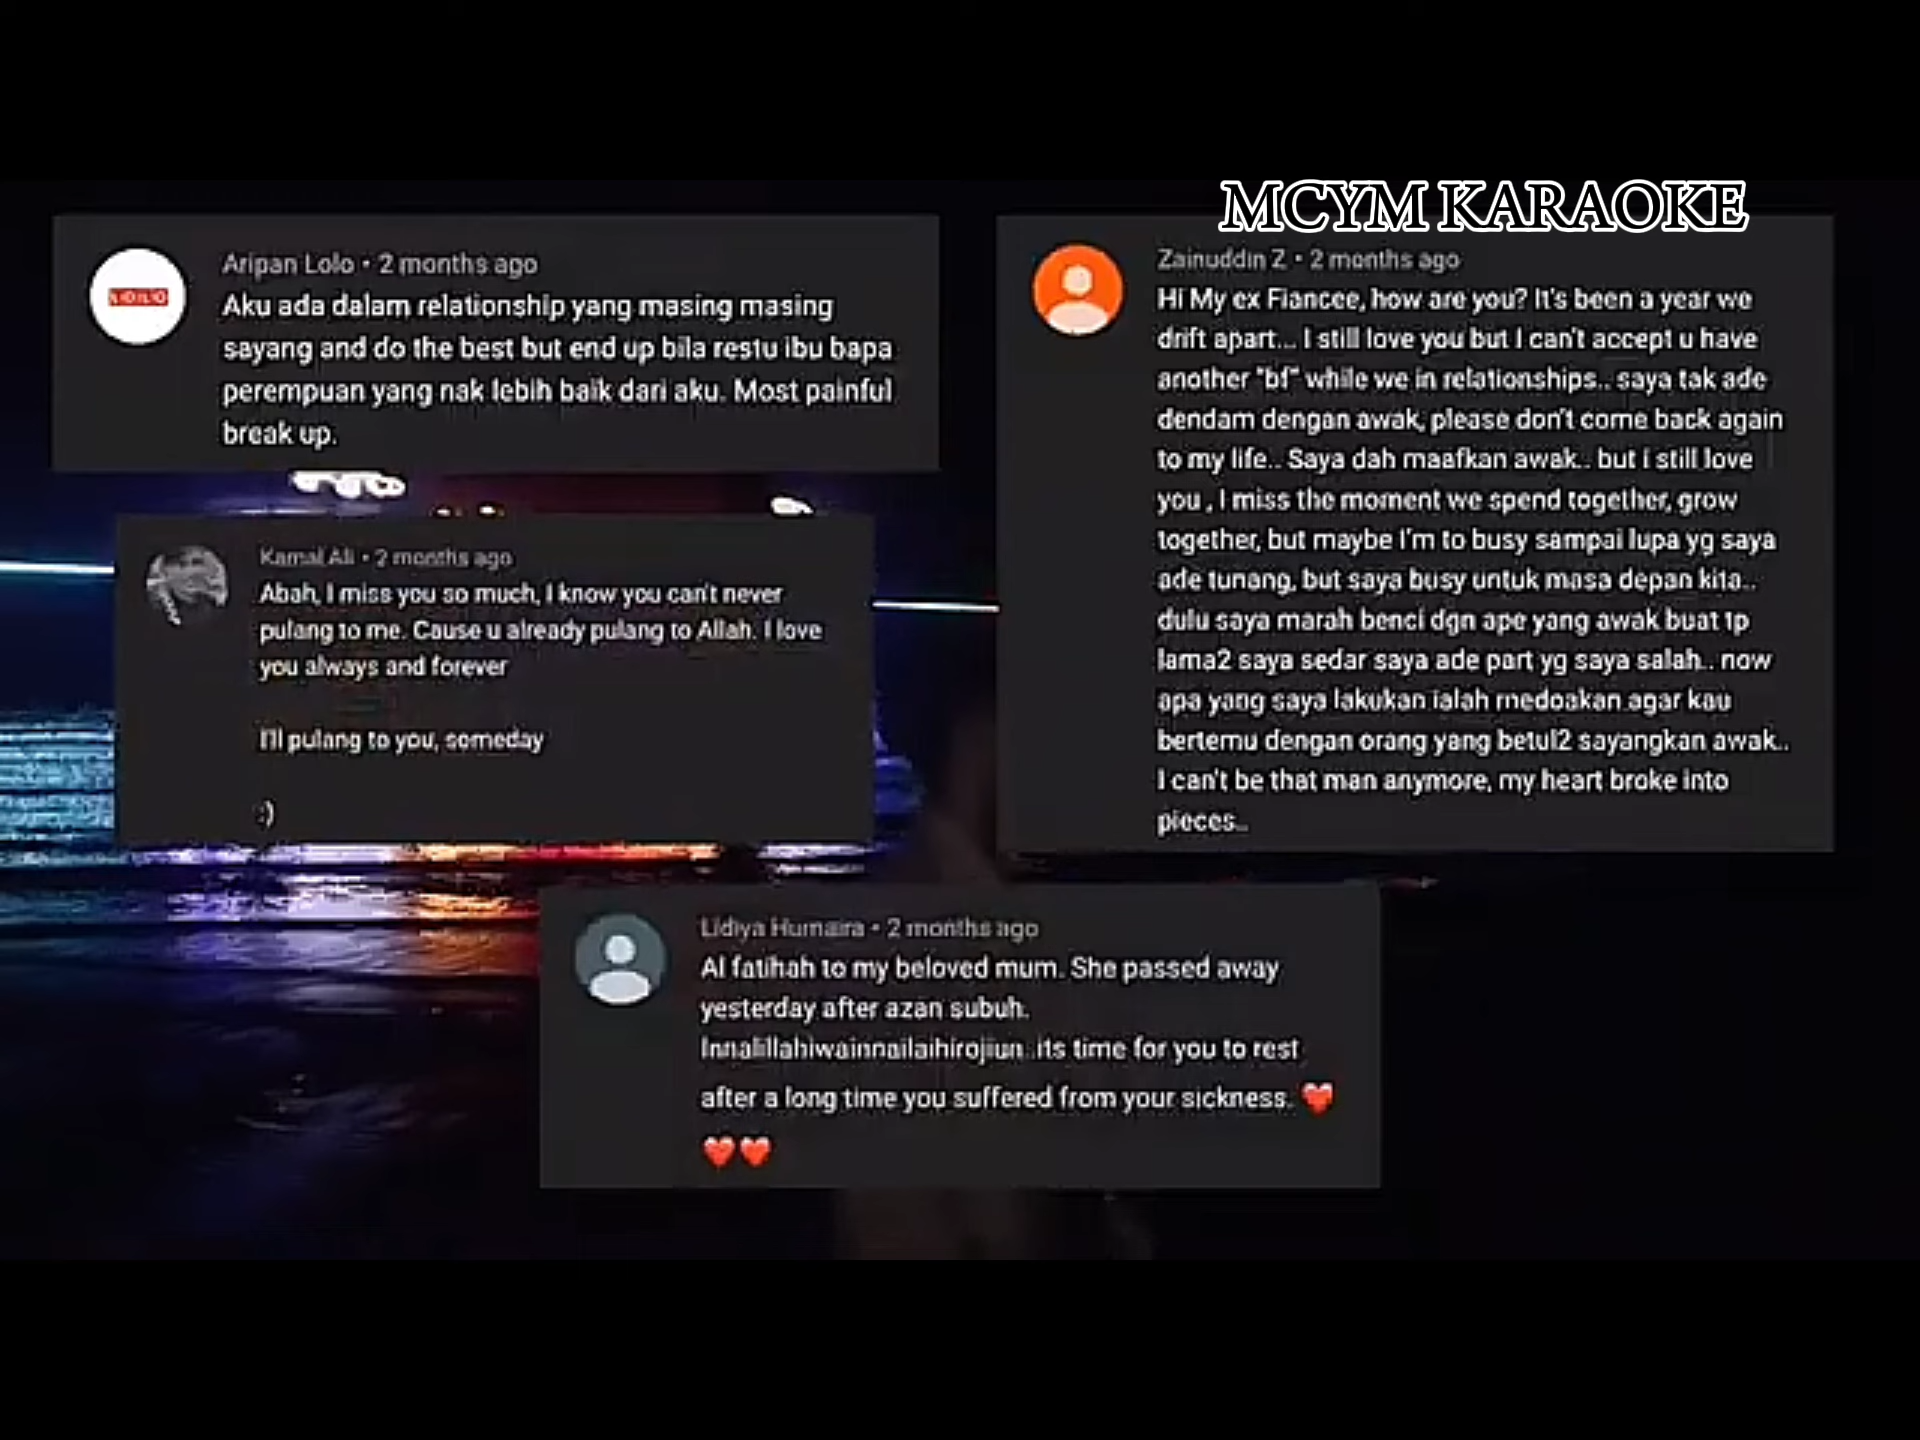 MCYM KARAOKE
Aripan Lolo • 2 months ago
Aku ada dalam relationship yang masing masing
sayang and do the best but end up bila restu ibu bapa
perempuan yang nak lebih baik dari aku. Most painful
break up.
Zainuddin Z • 2 months ago
Hi My ex Fiancee, how are you? It's been a year we
drift apart... I still love you but I can't accept u have
another "bf" while we in relationships.. saya tak ade
dendam dengan awak, please don't come back again
to my life.. Saya dah maafkan awak.. but i still love
you , I miss the moment we spend together, grow
together, but maybe I'm to busy sampai lupa yg saya
ade tunang, but saya busy untuk masa depan kita..
dulu saya marah benci dgn ape yang awak buat tp
lama2 saya sedar saya ade part yg saya salah.. now
apa yang saya lakukan ialah medoakan agar kau
bertemu dengan orang yang betul2 sayangkan awak..
I can't be that man anymore, my heart broke into
pieces..
Kamal Ali • 2 months ago
Abah, I miss you so much, I know you can't never
pulang to me. Cause u already pulang to Allah. I love
you always and forever
I'll pulang to you, someday
:)
Lidiya Humaira • 2 months ago
Al fatihah to my beloved mum. She passed away
yesterday after azan subuh.
Innalillahiwainnailaihirojiun..its time for you to rest
after a long time you suffered from your sickness. ❤️
❤️❤️